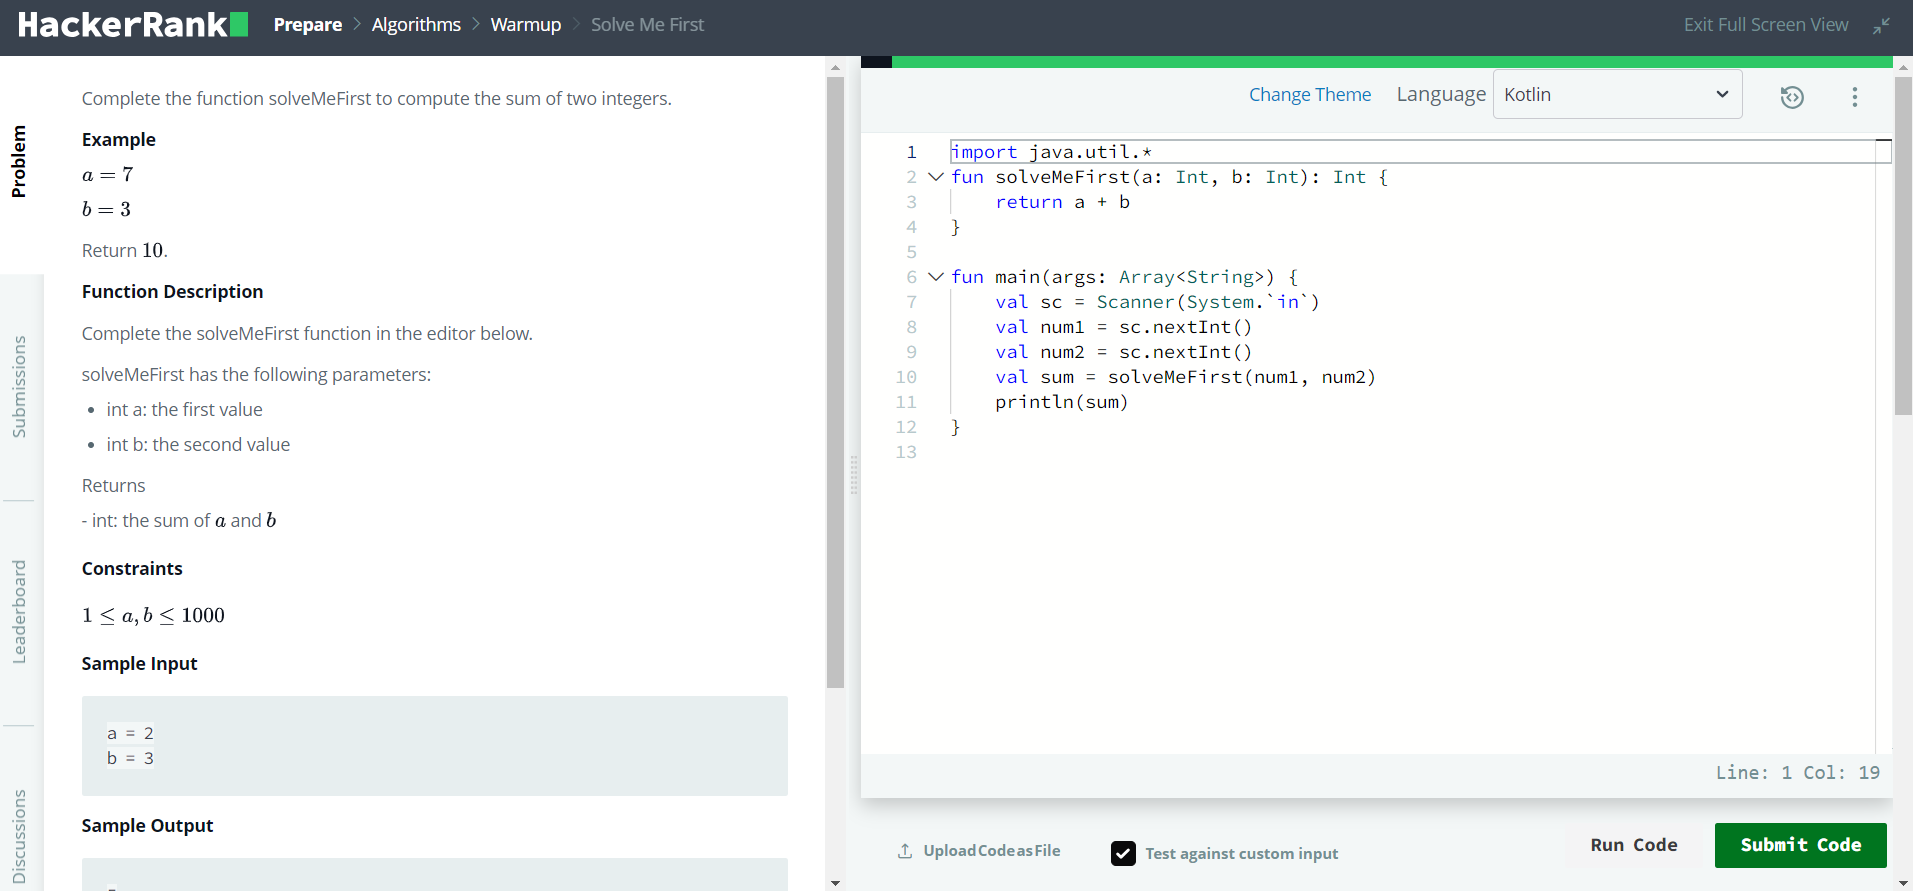 HackerRank Prepare > Algorithms > Warmup > Solve Me First Exit Full Screen View
Problem
Submissions
Leaderboard
Discussions
Complete the function solveMeFirst to compute the sum of two integers.
Example
a = 7
b = 3
Return 10.
Function Description
Complete the solveMeFirst function in the editor below.
solveMeFirst has the following parameters:
• int a: the first value
• int b: the second value
Returns
- int: the sum of a and b
Constraints
1 ≤ a, b ≤ 1000
Sample Input
a = 2
b = 3
Sample Output
Change Theme Language Kotlin
1 import java.util.*
2 fun solveMeFirst(a: Int, b: Int): Int {
3     return a + b
4 }
5
6 fun main(args: Array<String>) {
7     val sc = Scanner(System.`in`)
8     val num1 = sc.nextInt()
9     val num2 = sc.nextInt()
10     val sum = solveMeFirst(num1, num2)
11     println(sum)
12 }
13
Line: 1 Col: 19
Upload Code as File Test against custom input Run Code Submit Code